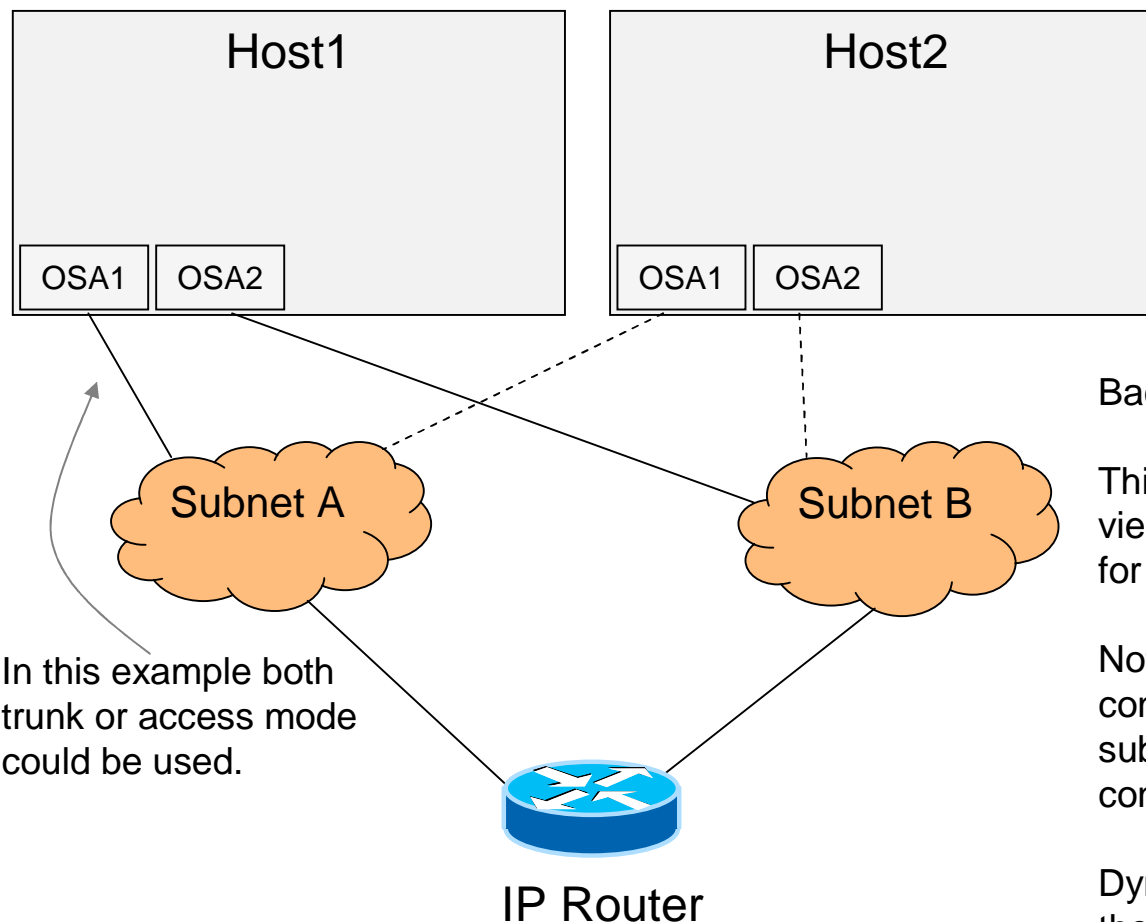 Host1
Host2
OSA1
OSA2
OSA1
OSA2
Subnet A
Subnet B
In this example both
trunk or access mode
could be used.
IP Router
for